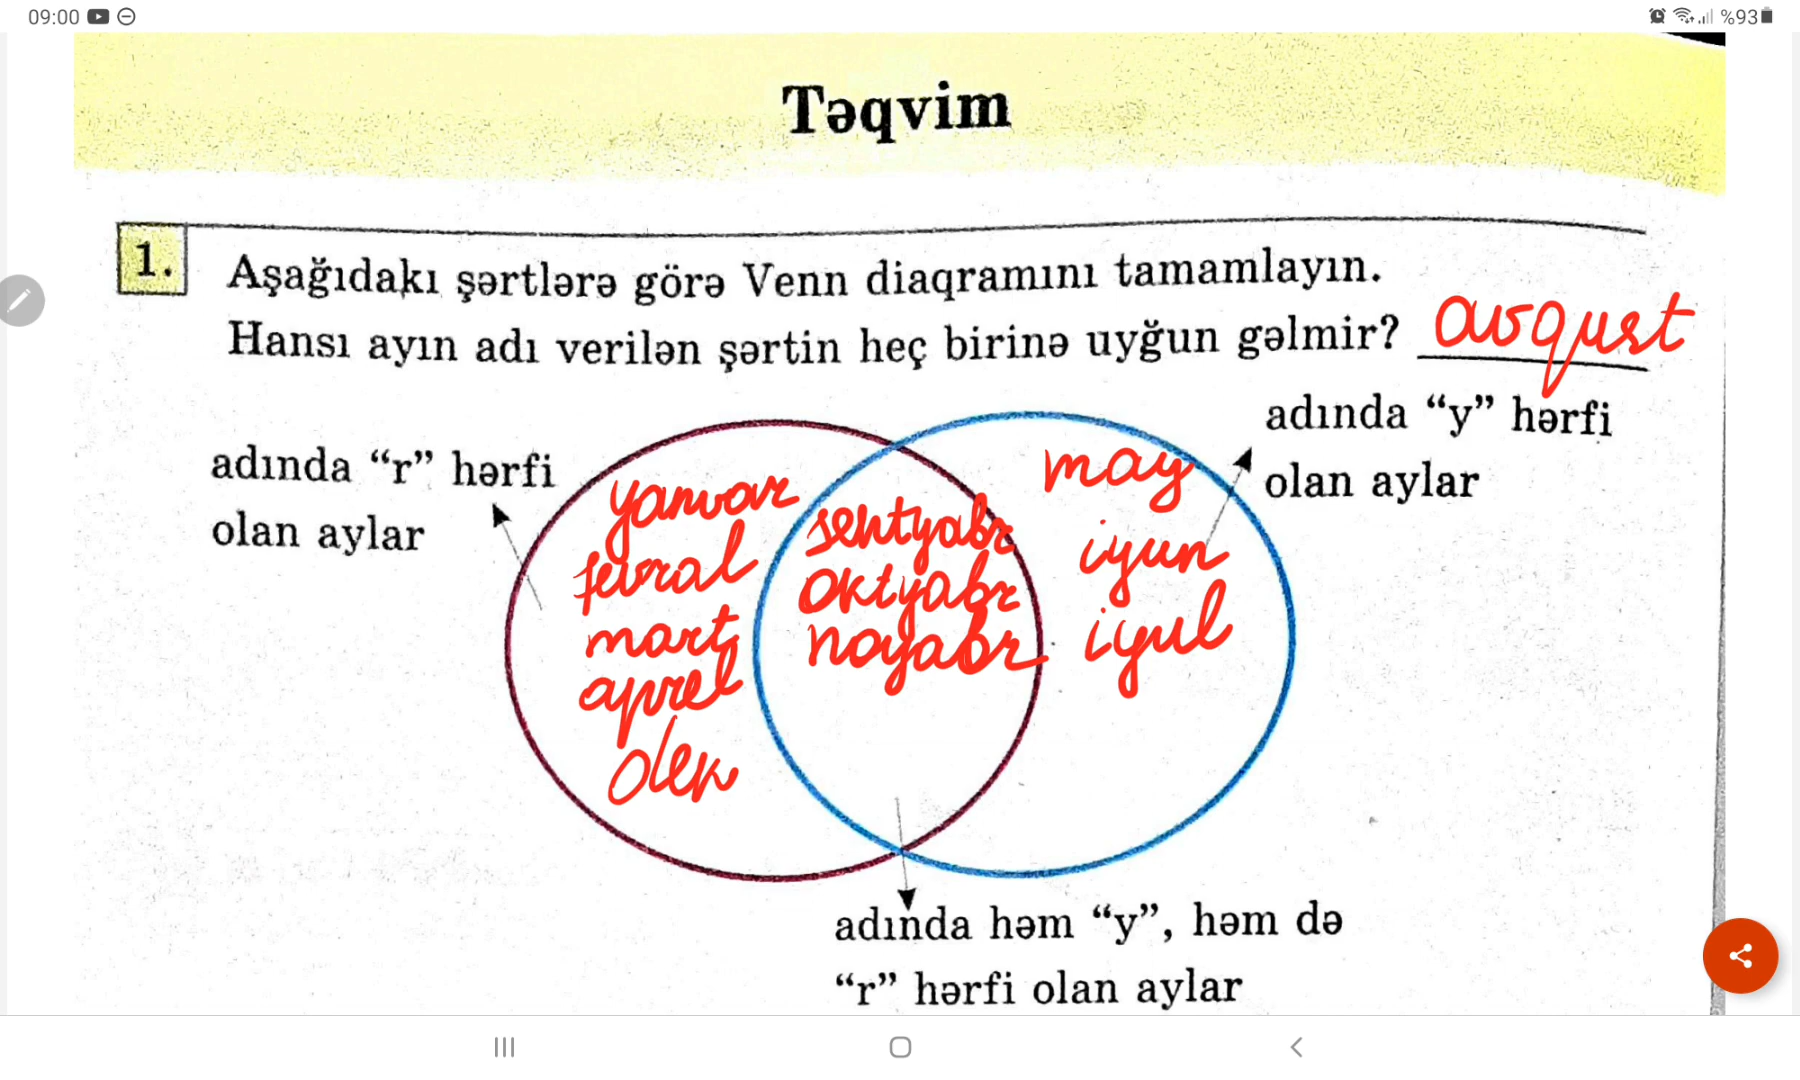 09:00
%93
Təqvim
1. Aşağıdakı şərtlərə görə Venn diaqramını tamamlayın.
Hansı ayın adı verilən şərtin heç birinə uyğun gəlmir? avqust
adında “r” hərfi
olan aylar
adında “y” hərfi
olan aylar
yanvar
fevral
mart
aprel
dek
sentyabr
oktyabr
noyabr
may
iyun
iyul
adında həm “y”, həm də
“r” hərfi olan aylar